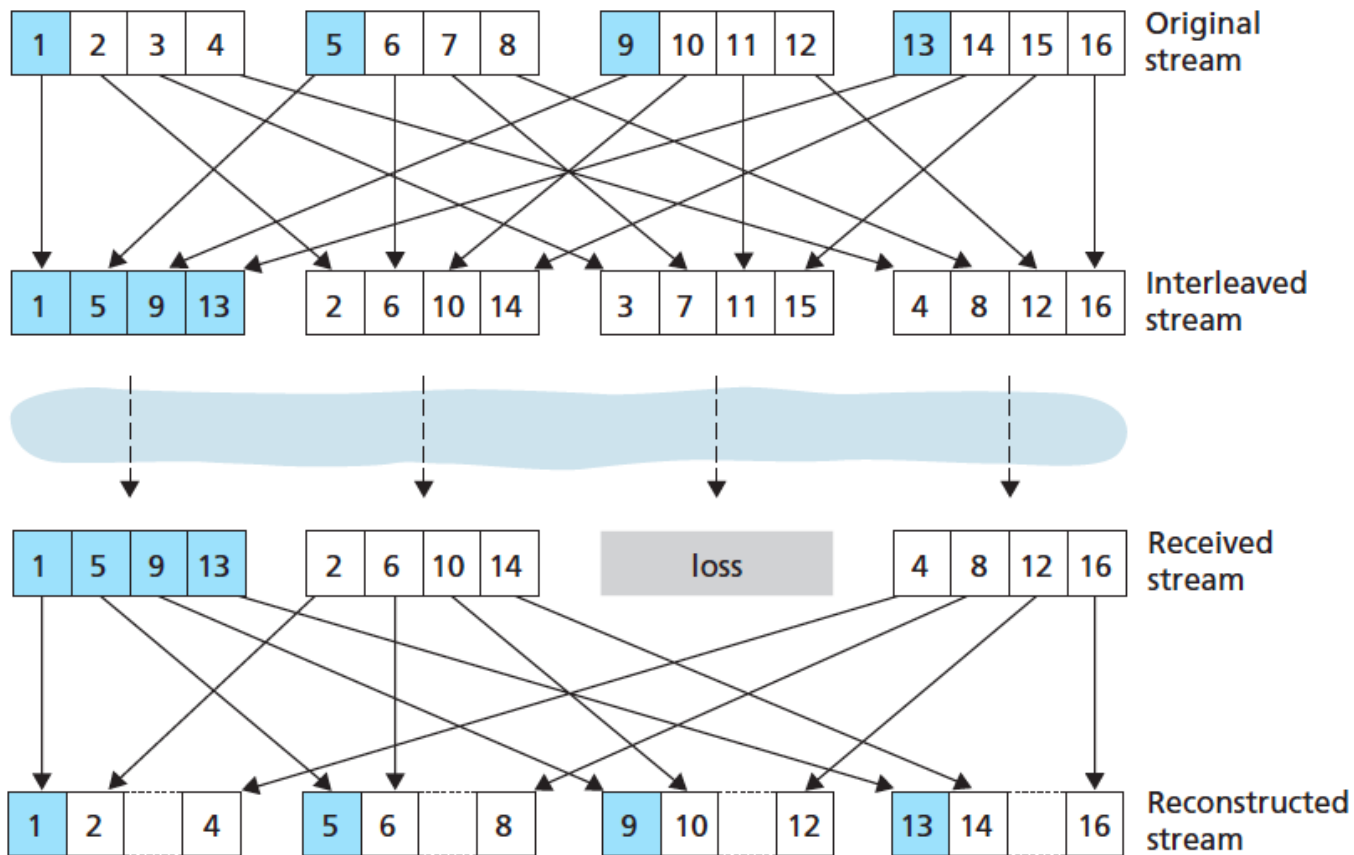 1 2 3 4 5 6 7 8 9 10 11 12 13 14 15 16
Original
stream
1 5 9 13 2 6 10 14 3 7 11 15 4 8 12 16
Interleaved
stream
1 5 9 13 2 6 10 14 loss 4 8 12 16
Received
stream
1 2 4 5 6 8 9 10 12 13 14 16
Reconstructed
stream